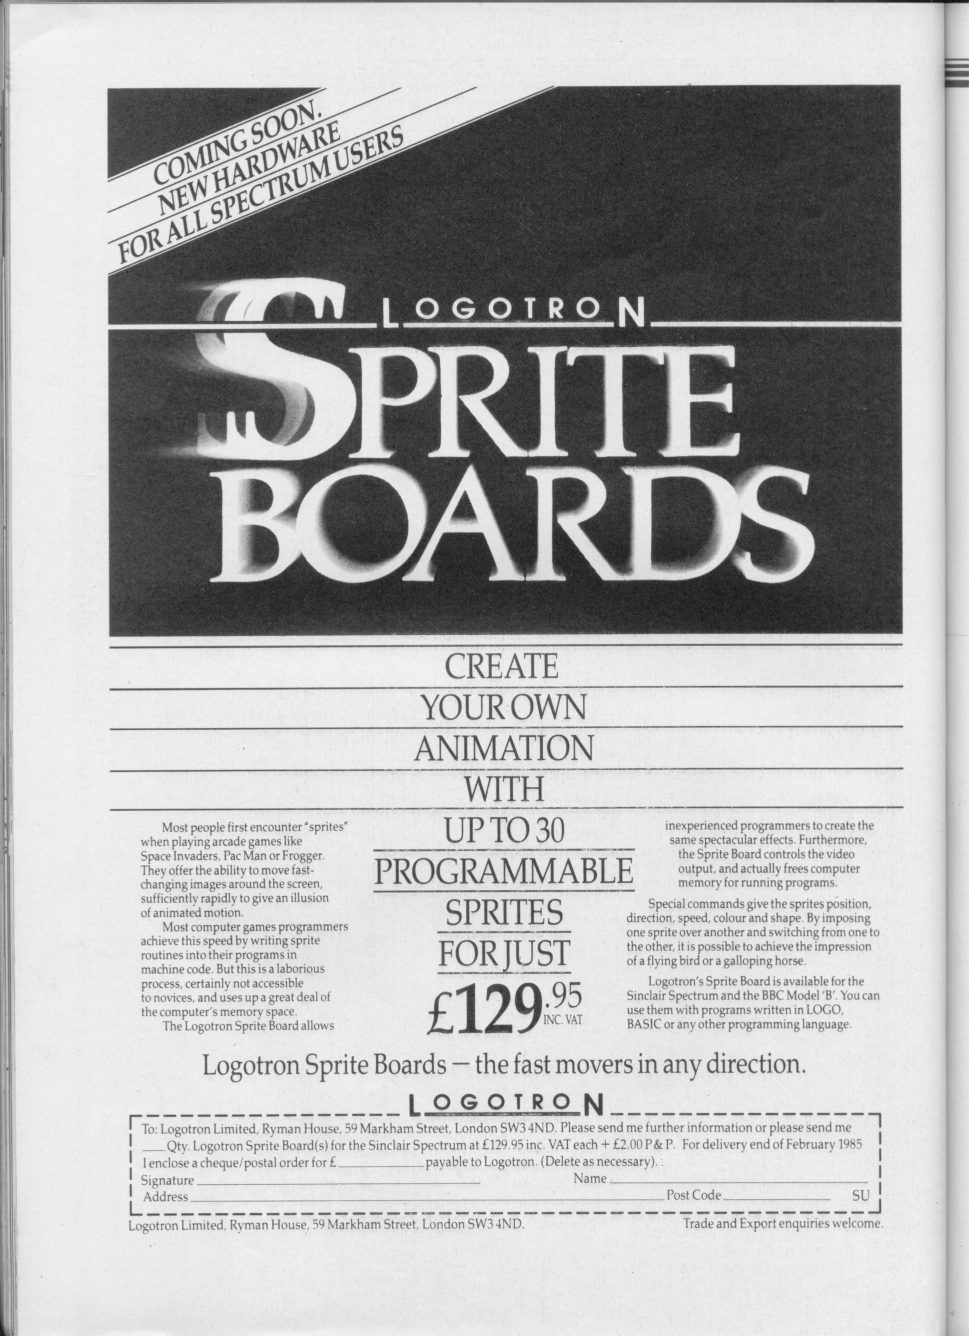 COMING SOON.
NEW HARDWARE
FOR ALL SPECTRUM USERS
LOGOTRON
SPRITE
BOARDS
CREATE
YOUR OWN
ANIMATION
WITH
UP TO 30
PROGRAMMABLE
SPRITES
FOR JUST
£129.95
INC. VAT
Most people first encounter "sprites"
when playing arcade games like
Space Invaders, Pac Man or Frogger.
They offer the ability to move fast-
changing images around the screen,
sufficiently rapidly to give an illusion
of animated motion.
Most computer games programmers
achieve this speed by writing sprite
routines into their programs in
machine code. But this is a laborious
process, certainly not accessible
to novices, and uses up a great deal of
the computer's memory space.
The Logotron Sprite Board allows
inexperienced programmers to create the
same spectacular effects. Furthermore,
the Sprite Board controls the video
output, and actually frees computer
memory for running programs.
Special commands give the sprites position,
direction, speed, colour and shape. By imposing
one sprite over another and switching from one to
the other, it is possible to achieve the impression
of a flying bird or a galloping horse.
Logotron's Sprite Board is available for the
Sinclair Spectrum and the BBC Model 'B'. You can
use them with programs written in LOGO,
BASIC or any other programming language.
Logotron Sprite Boards — the fast movers in any direction.
LOGOTRON
To: Logotron Limited, Ryman House, 59 Markham Street, London SW3 4ND. Please send me further information or please send me
____Qty. Logotron Sprite Board(s) for the Sinclair Spectrum at £129.95 inc. VAT each + £2.00 P & P. For delivery end of February 1985
I enclose a cheque/postal order for £____________payable to Logotron. (Delete as necessary).
Signature____________ Name____________
Address____________ Post Code____________ SU
Logotron Limited, Ryman House, 59 Markham Street, London SW3 4ND. Trade and Export enquiries welcome.